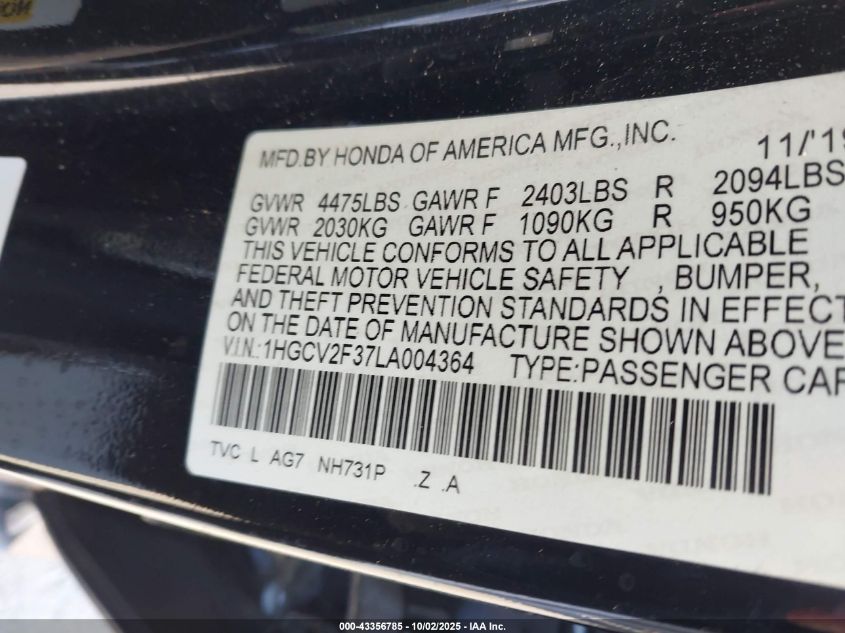 MFD.BY HONDA OF AMERICA MFG.,INC. 11/'19
GVWR 4475LBS GAWR F 2403LBS R 2094LBS
GVWR 2030KG GAWR F 1090KG R 950KG
THIS VEHICLE CONFORMS TO ALL APPLICABLE
FEDERAL MOTOR VEHICLE SAFETY , BUMPER,
AND THEFT PREVENTION STANDARDS IN EFFECT
ON THE DATE OF MANUFACTURE SHOWN ABOVE
V.I.N.:1HGCV2F37LA004364 TYPE:PASSENGER CAR
TVC L AG7 NH731P .Z .A
000-43356785 - 10/02/2025 - IAA Inc.